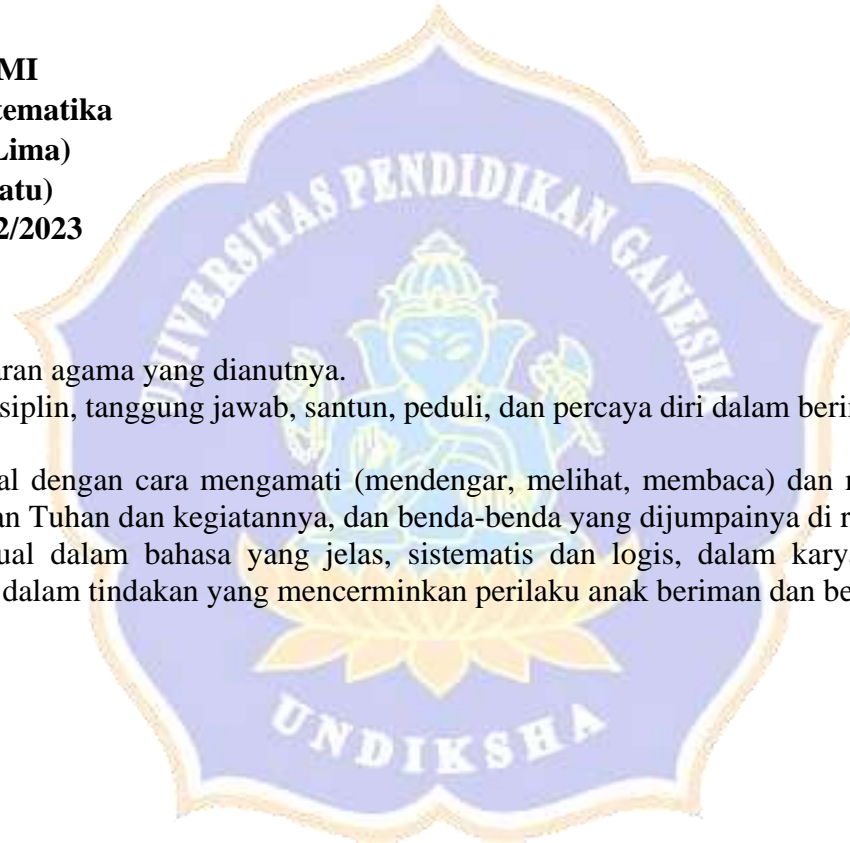 MI
tematika
Lima)
atu)
2/2023
UNIVERSITAS PENDIDIKAN GANESHA
aran agama yang dianutnya.
siplin, tanggung jawab, santun, peduli, dan percaya diri dalam beri
al dengan cara mengamati (mendengar, melihat, membaca) dan
an Tuhan dan kegiatannya, dan benda-benda yang dijumpainya di
ual dalam bahasa yang jelas, sistematis dan logis, dalam kary
dalam tindakan yang mencerminkan perilaku anak beriman dan be
UNDIKSHA